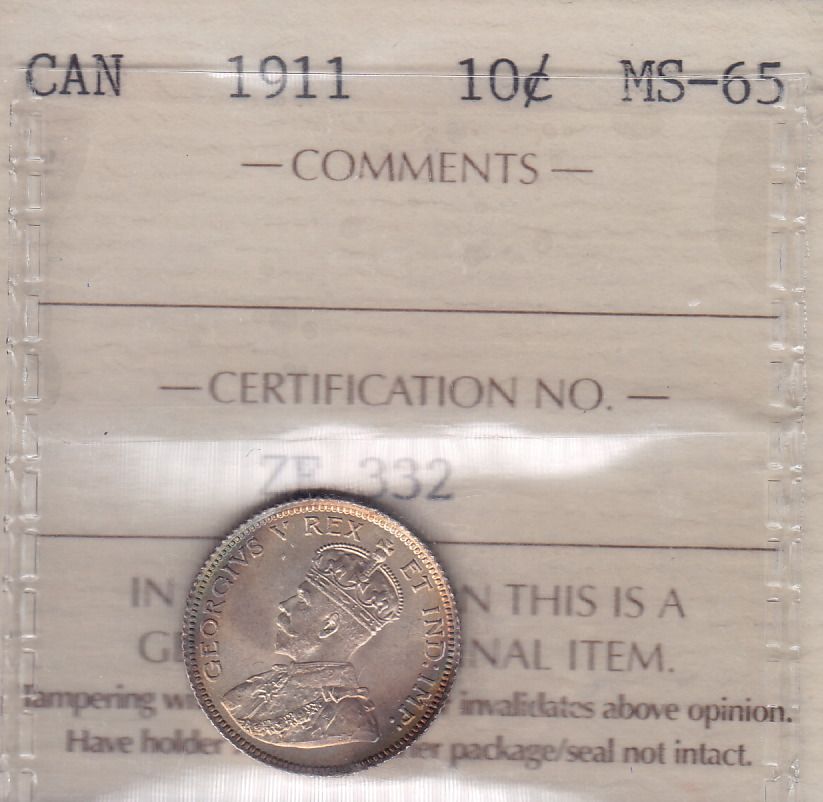 CAN 1911 10¢ MS-65
— COMMENTS —
— CERTIFICATION NO. —
332
GEORGIVS V REX ET IND: IMP:
IN N THIS IS A
NAL ITEM.
Tampering invalidates above opinion.
Have holder package/seal not intact.